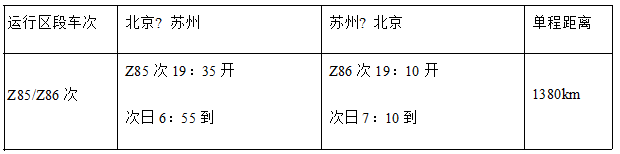 运行区段车次 北京? 苏州 苏州? 北京 单程距离
Z85/Z86 次 Z85 次 19：35 开 Z86 次 19：10 开 1380km
次日 6：55 到 次日 7：10 到